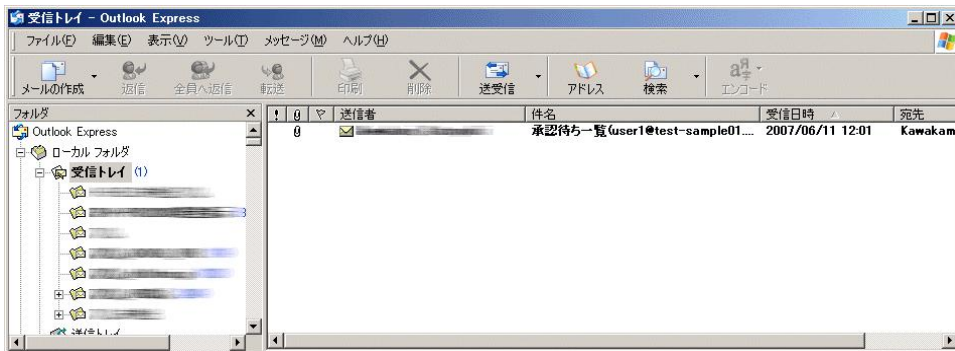 受信トレイ - Outlook Express
ファイル(F) 編集(E) 表示(V) ツール(T) メッセージ(M) ヘルプ(H)
メールの作成 返信 全員へ返信 転送 印刷 削除 送受信 アドレス 検索 エンコード
フォルダ
! 送信者 件名 受信日時 宛先
Outlook Express
承認待ち一覧(user1@test-sample01.... 2007/06/11 12:01 Kawakam
ローカル フォルダ
受信トレイ (1)
送信トレイ